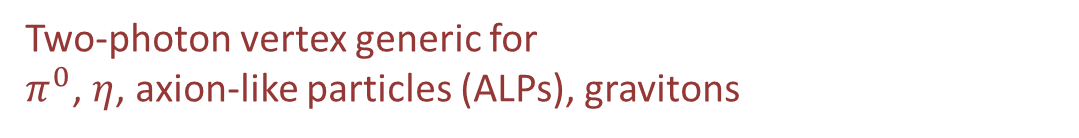 Two-photon vertex generic for
π⁰, η, axion-like particles (ALPs), gravitons